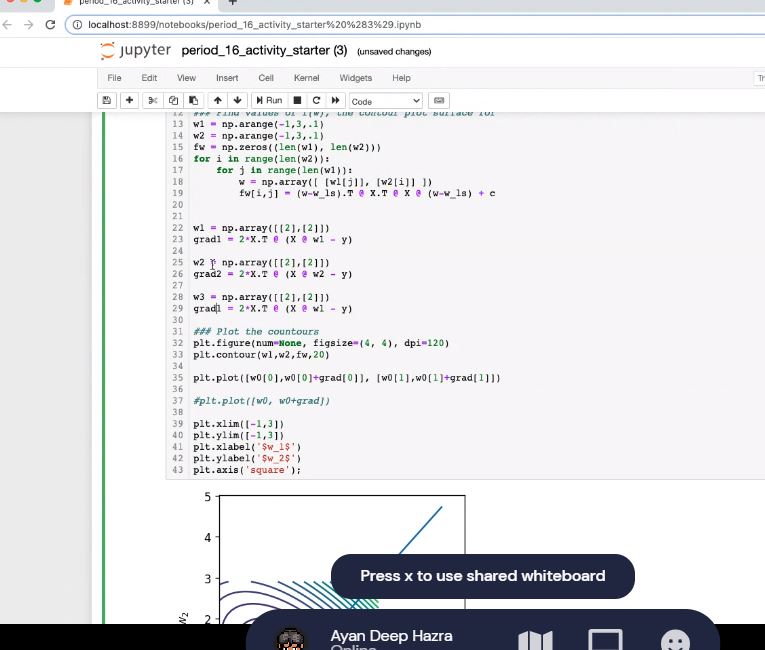 period_16_activity_starter (3)
localhost:8899/notebooks/period_16_activity_starter%20%283%29.ipynb
jupyter period_16_activity_starter (3) (unsaved changes)
File Edit View Insert Cell Kernel Widgets Help
Run Code
12 ### Find values of f(w), the contour plot surface for
13 w1 = np.arange(-1,3,.1)
14 w2 = np.arange(-1,3,.1)
15 fw = np.zeros((len(w1), len(w2)))
16 for i in range(len(w2)):
17 for j in range(len(w1)):
18 w = np.array([ [w1[j]], [w2[i]] ])
19 fw[i,j] = (w-w_ls).T @ X.T @ X @ (w-w_ls) + c
20
21
22 w1 = np.array([[2],[2]])
23 grad1 = 2*X.T @ (X @ w1 - y)
24
25 w2 = np.array([[2],[2]])
26 grad2 = 2*X.T @ (X @ w2 - y)
27
28 w3 = np.array([[2],[2]])
29 grad1 = 2*X.T @ (X @ w1 - y)
30
31 ### Plot the countours
32 plt.figure(num=None, figsize=(4, 4), dpi=120)
33 plt.contour(w1,w2,fw,20)
34
35 plt.plot([w0[0],w0[0]+grad[0]], [w0[1],w0[1]+grad[1]])
36
37 #plt.plot([w0, w0+grad])
38
39 plt.xlim([-1,3])
40 plt.ylim([-1,3])
41 plt.xlabel('$w_1$')
42 plt.ylabel('$w_2$')
43 plt.axis('square');
5
4
3
2
w2
Press x to use shared whiteboard
Ayan Deep Hazra
Online